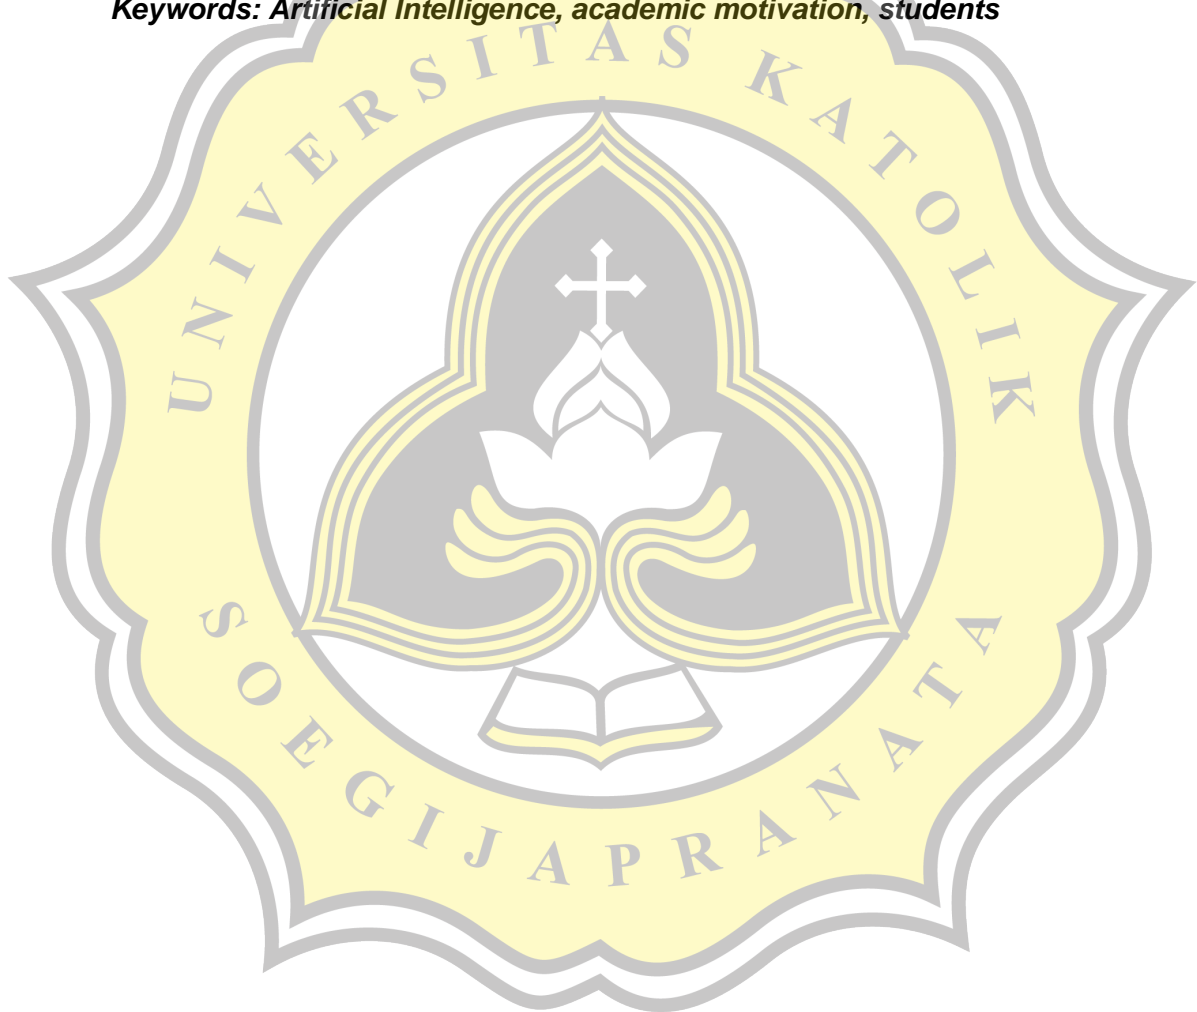 Keywords: Artificial Intelligence, academic motivation, students
UNIVERSITAS KATOLIK
SOEGIJAPRANATA